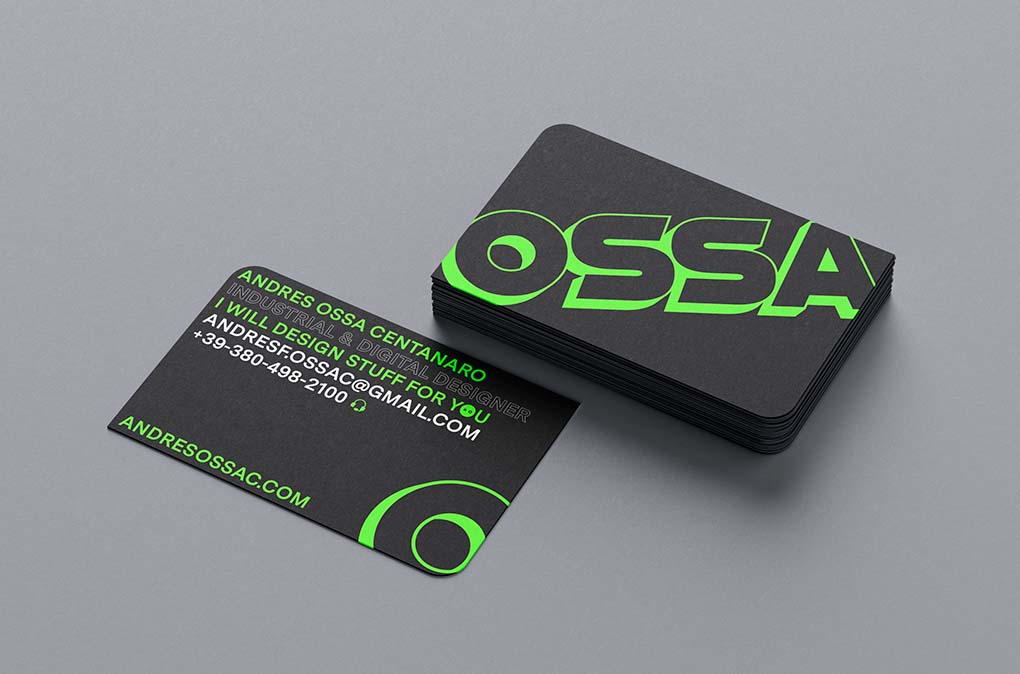 ANDRES OSSA CENTANARO
INDUSTRIAL & DIGITAL DESIGNER
I WILL DESIGN STUFF FOR YOU
ANDRESF.OSSAC@GMAIL.COM
+39-380-498-2100
ANDRESOSSAC.COM
O
OSSA